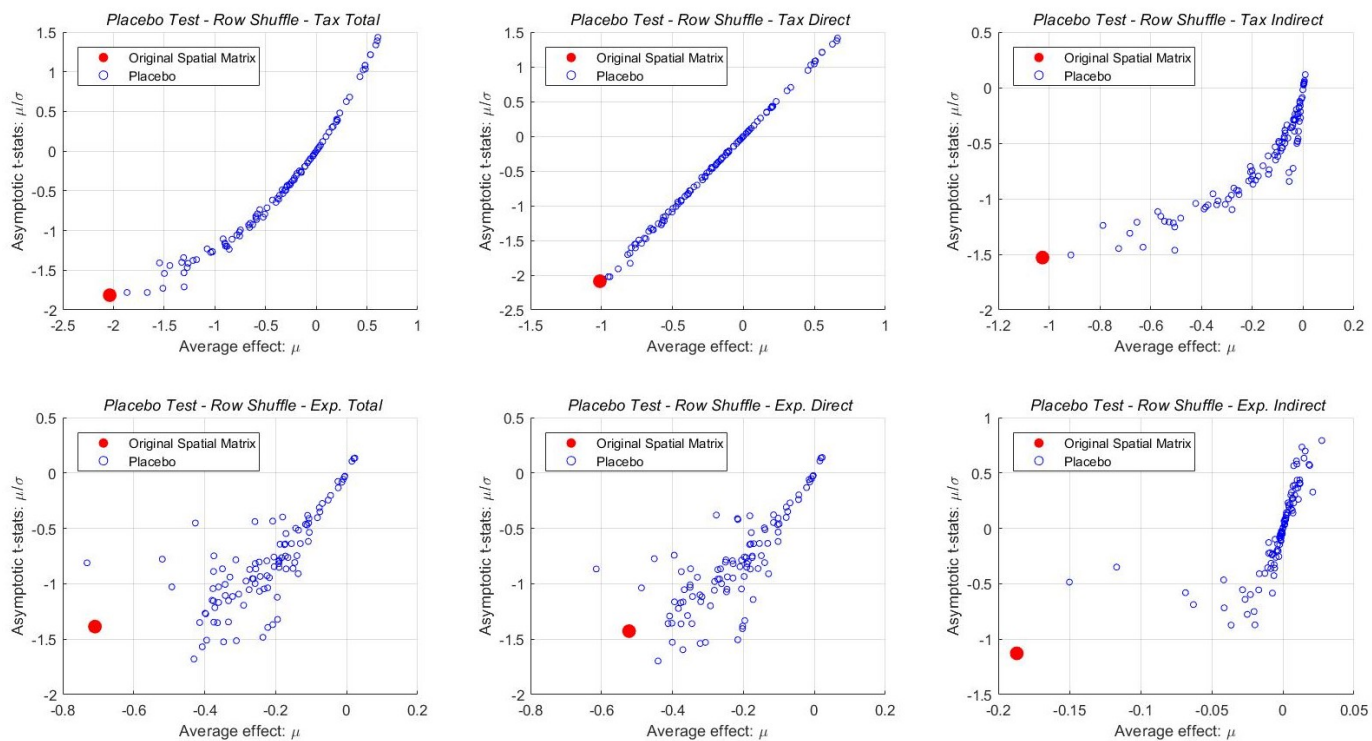 Placebo Test - Row Shuffle - Tax Total
1.5
1
0.5
0
-0.5
-1
-1.5
-2
Asymptotic t-stats: μ/σ
Original Spatial Matrix
Placebo
-2.5 -2 -1.5 -1 -0.5 0 0.5 1
Average effect: μ
Placebo Test - Row Shuffle - Tax Direct
1.5
1
0.5
0
-0.5
-1
-1.5
-2
-2.5
Asymptotic t-stats: μ/σ
Original Spatial Matrix
Placebo
-1.5 -1 -0.5 0 0.5 1
Average effect: μ
Placebo Test - Row Shuffle - Tax Indirect
0.5
0
-0.5
-1
-1.5
-2
Asymptotic t-stats: μ/σ
Original Spatial Matrix
Placebo
-1.2 -1 -0.8 -0.6 -0.4 -0.2 0 0.2
Average effect: μ
Placebo Test - Row Shuffle - Exp. Total
0.5
0
-0.5
-1
-1.5
-2
Asymptotic t-stats: μ/σ
Original Spatial Matrix
Placebo
-0.8 -0.6 -0.4 -0.2 0 0.2
Average effect: μ
Placebo Test - Row Shuffle - Exp. Direct
0.5
0
-0.5
-1
-1.5
-2
Asymptotic t-stats: μ/σ
Original Spatial Matrix
Placebo
-0.8 -0.6 -0.4 -0.2 0 0.2
Average effect: μ
Placebo Test - Row Shuffle - Exp. Indirect
1
0.5
0
-0.5
-1
-1.5
Asymptotic t-stats: μ/σ
Original Spatial Matrix
Placebo
-0.2 -0.15 -0.1 -0.05 0 0.05
Average effect: μ